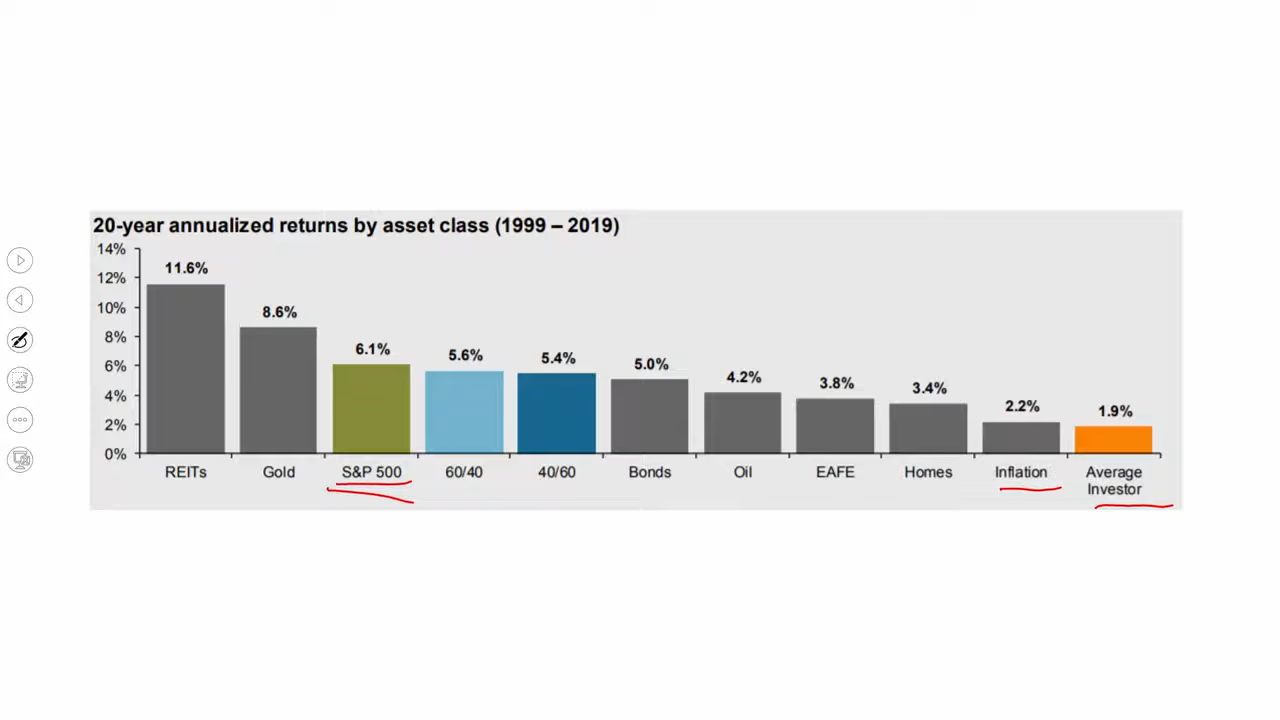 20-year annualized returns by asset class (1999 – 2019)
14%
12%
10%
8%
6%
4%
2%
0%
11.6%
8.6%
6.1%
5.6%
5.4%
5.0%
4.2%
3.8%
3.4%
2.2%
1.9%
REITs
Gold
S&P 500
60/40
40/60
Bonds
Oil
EAFE
Homes
Inflation
Average
Investor